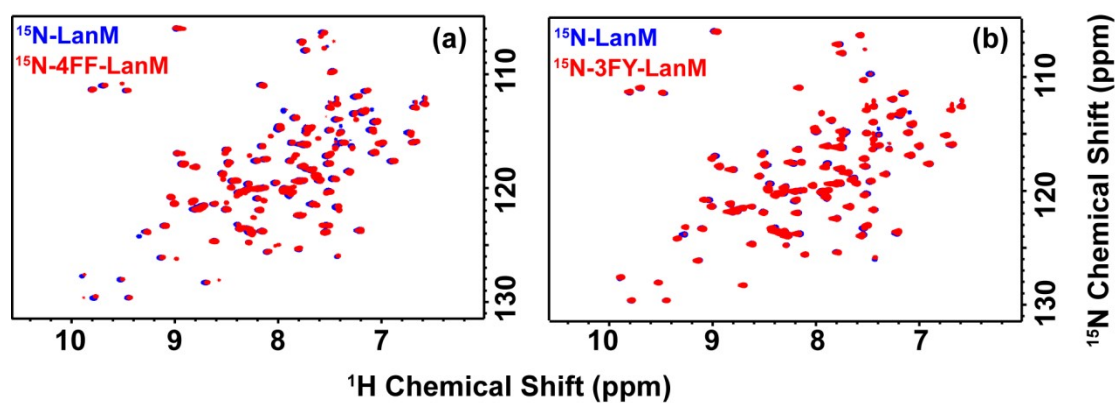 ¹⁵N-LanM
¹⁵N-4FF-LanM
(a)
10 9 8 7
110
120
130
¹⁵N-LanM
¹⁵N-3FY-LanM
(b)
10 9 8 7
110
120
130
¹⁵N Chemical Shift (ppm)
¹H Chemical Shift (ppm)